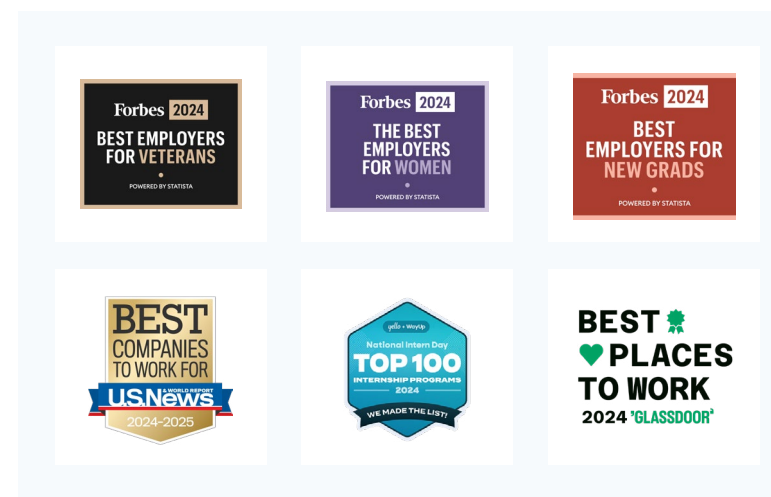 Forbes 2024
BEST EMPLOYERS
FOR VETERANS
POWERED BY STATISTA
Forbes 2024
THE BEST
EMPLOYERS
FOR WOMEN
POWERED BY STATISTA
Forbes 2024
BEST
EMPLOYERS FOR
NEW GRADS
POWERED BY STATISTA
BEST
COMPANIES
TO WORK FOR
U.S.News & WORLD REPORT
2024-2025
yello + WayUp
National Intern Day
TOP 100
INTERNSHIP PROGRAMS
2024
WE MADE THE LIST!
BEST
PLACES
TO WORK
2024 'GLASSDOOR'